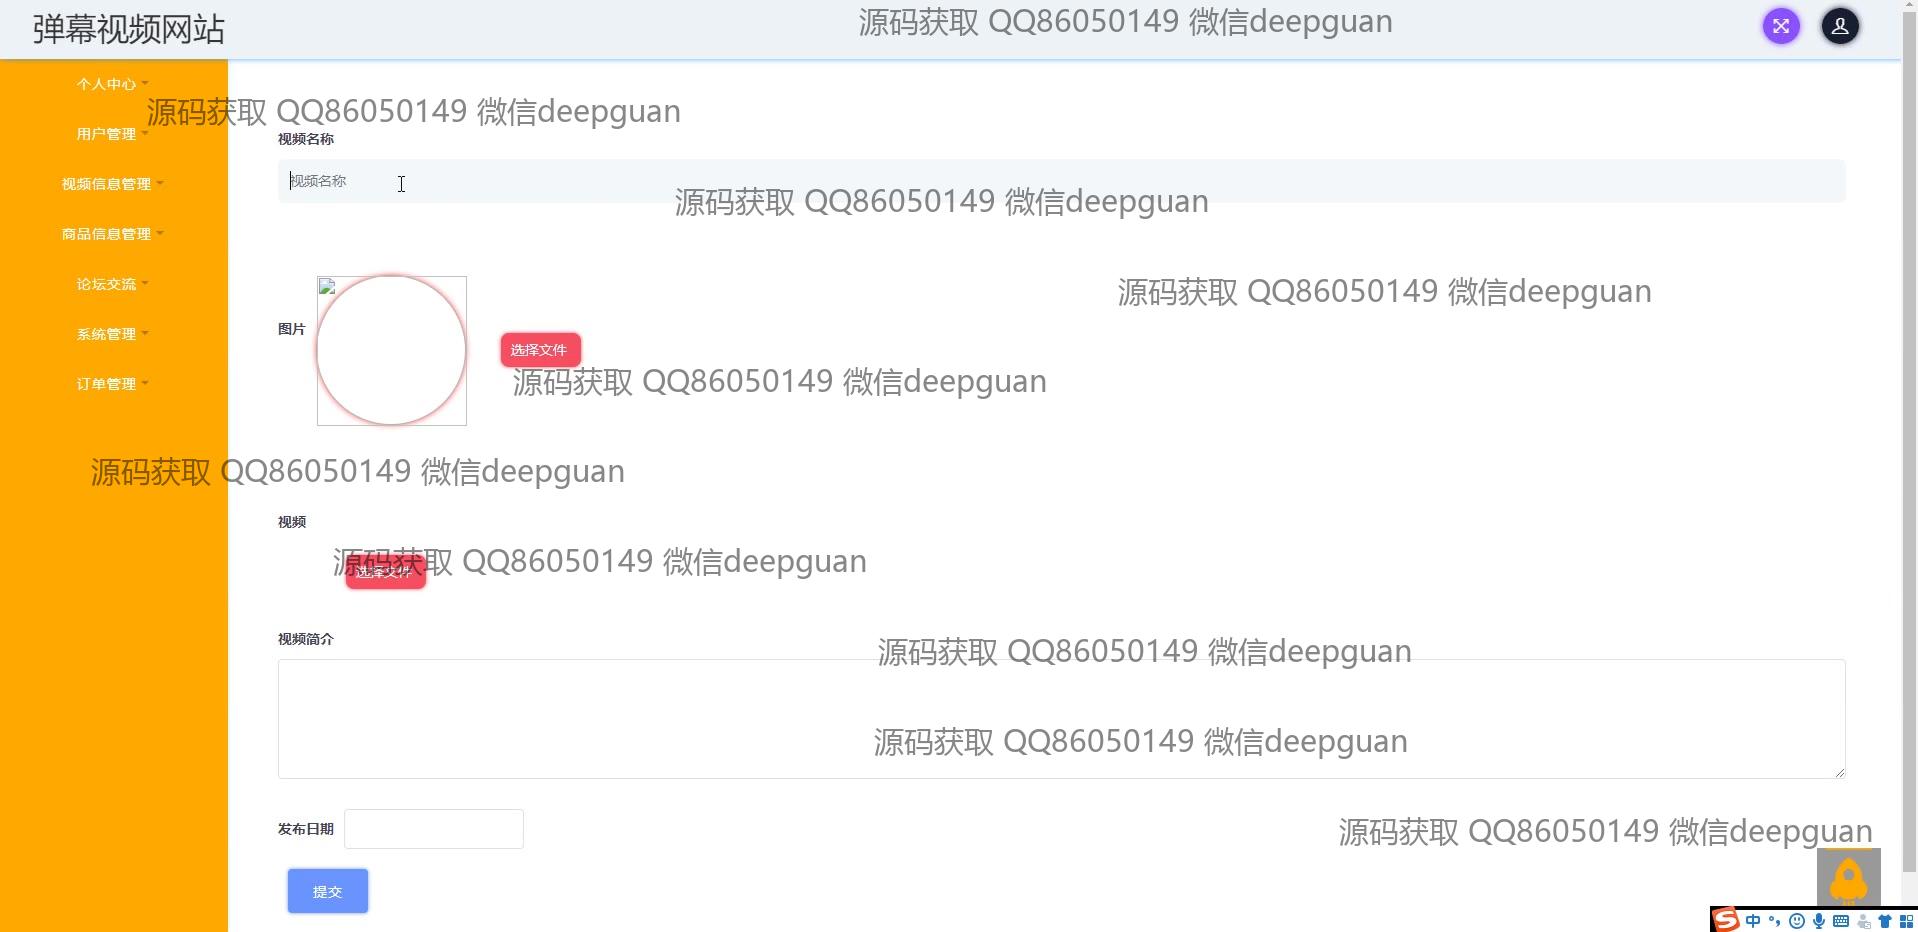 弹幕视频网站
源码获取 QQ86050149 微信deepguan
个人中心
源码获取 QQ86050149 微信deepguan
用户管理
视频名称
视频信息管理
视频名称
源码获取 QQ86050149 微信deepguan
商品信息管理
论坛交流
源码获取 QQ86050149 微信deepguan
系统管理
图片
选择文件
订单管理
源码获取 QQ86050149 微信deepguan
源码获取 QQ86050149 微信deepguan
视频
源码获取 QQ86050149 微信deepguan
选择文件
视频简介
源码获取 QQ86050149 微信deepguan
源码获取 QQ86050149 微信deepguan
发布日期
源码获取 QQ86050149 微信deepguan
提交
S 中